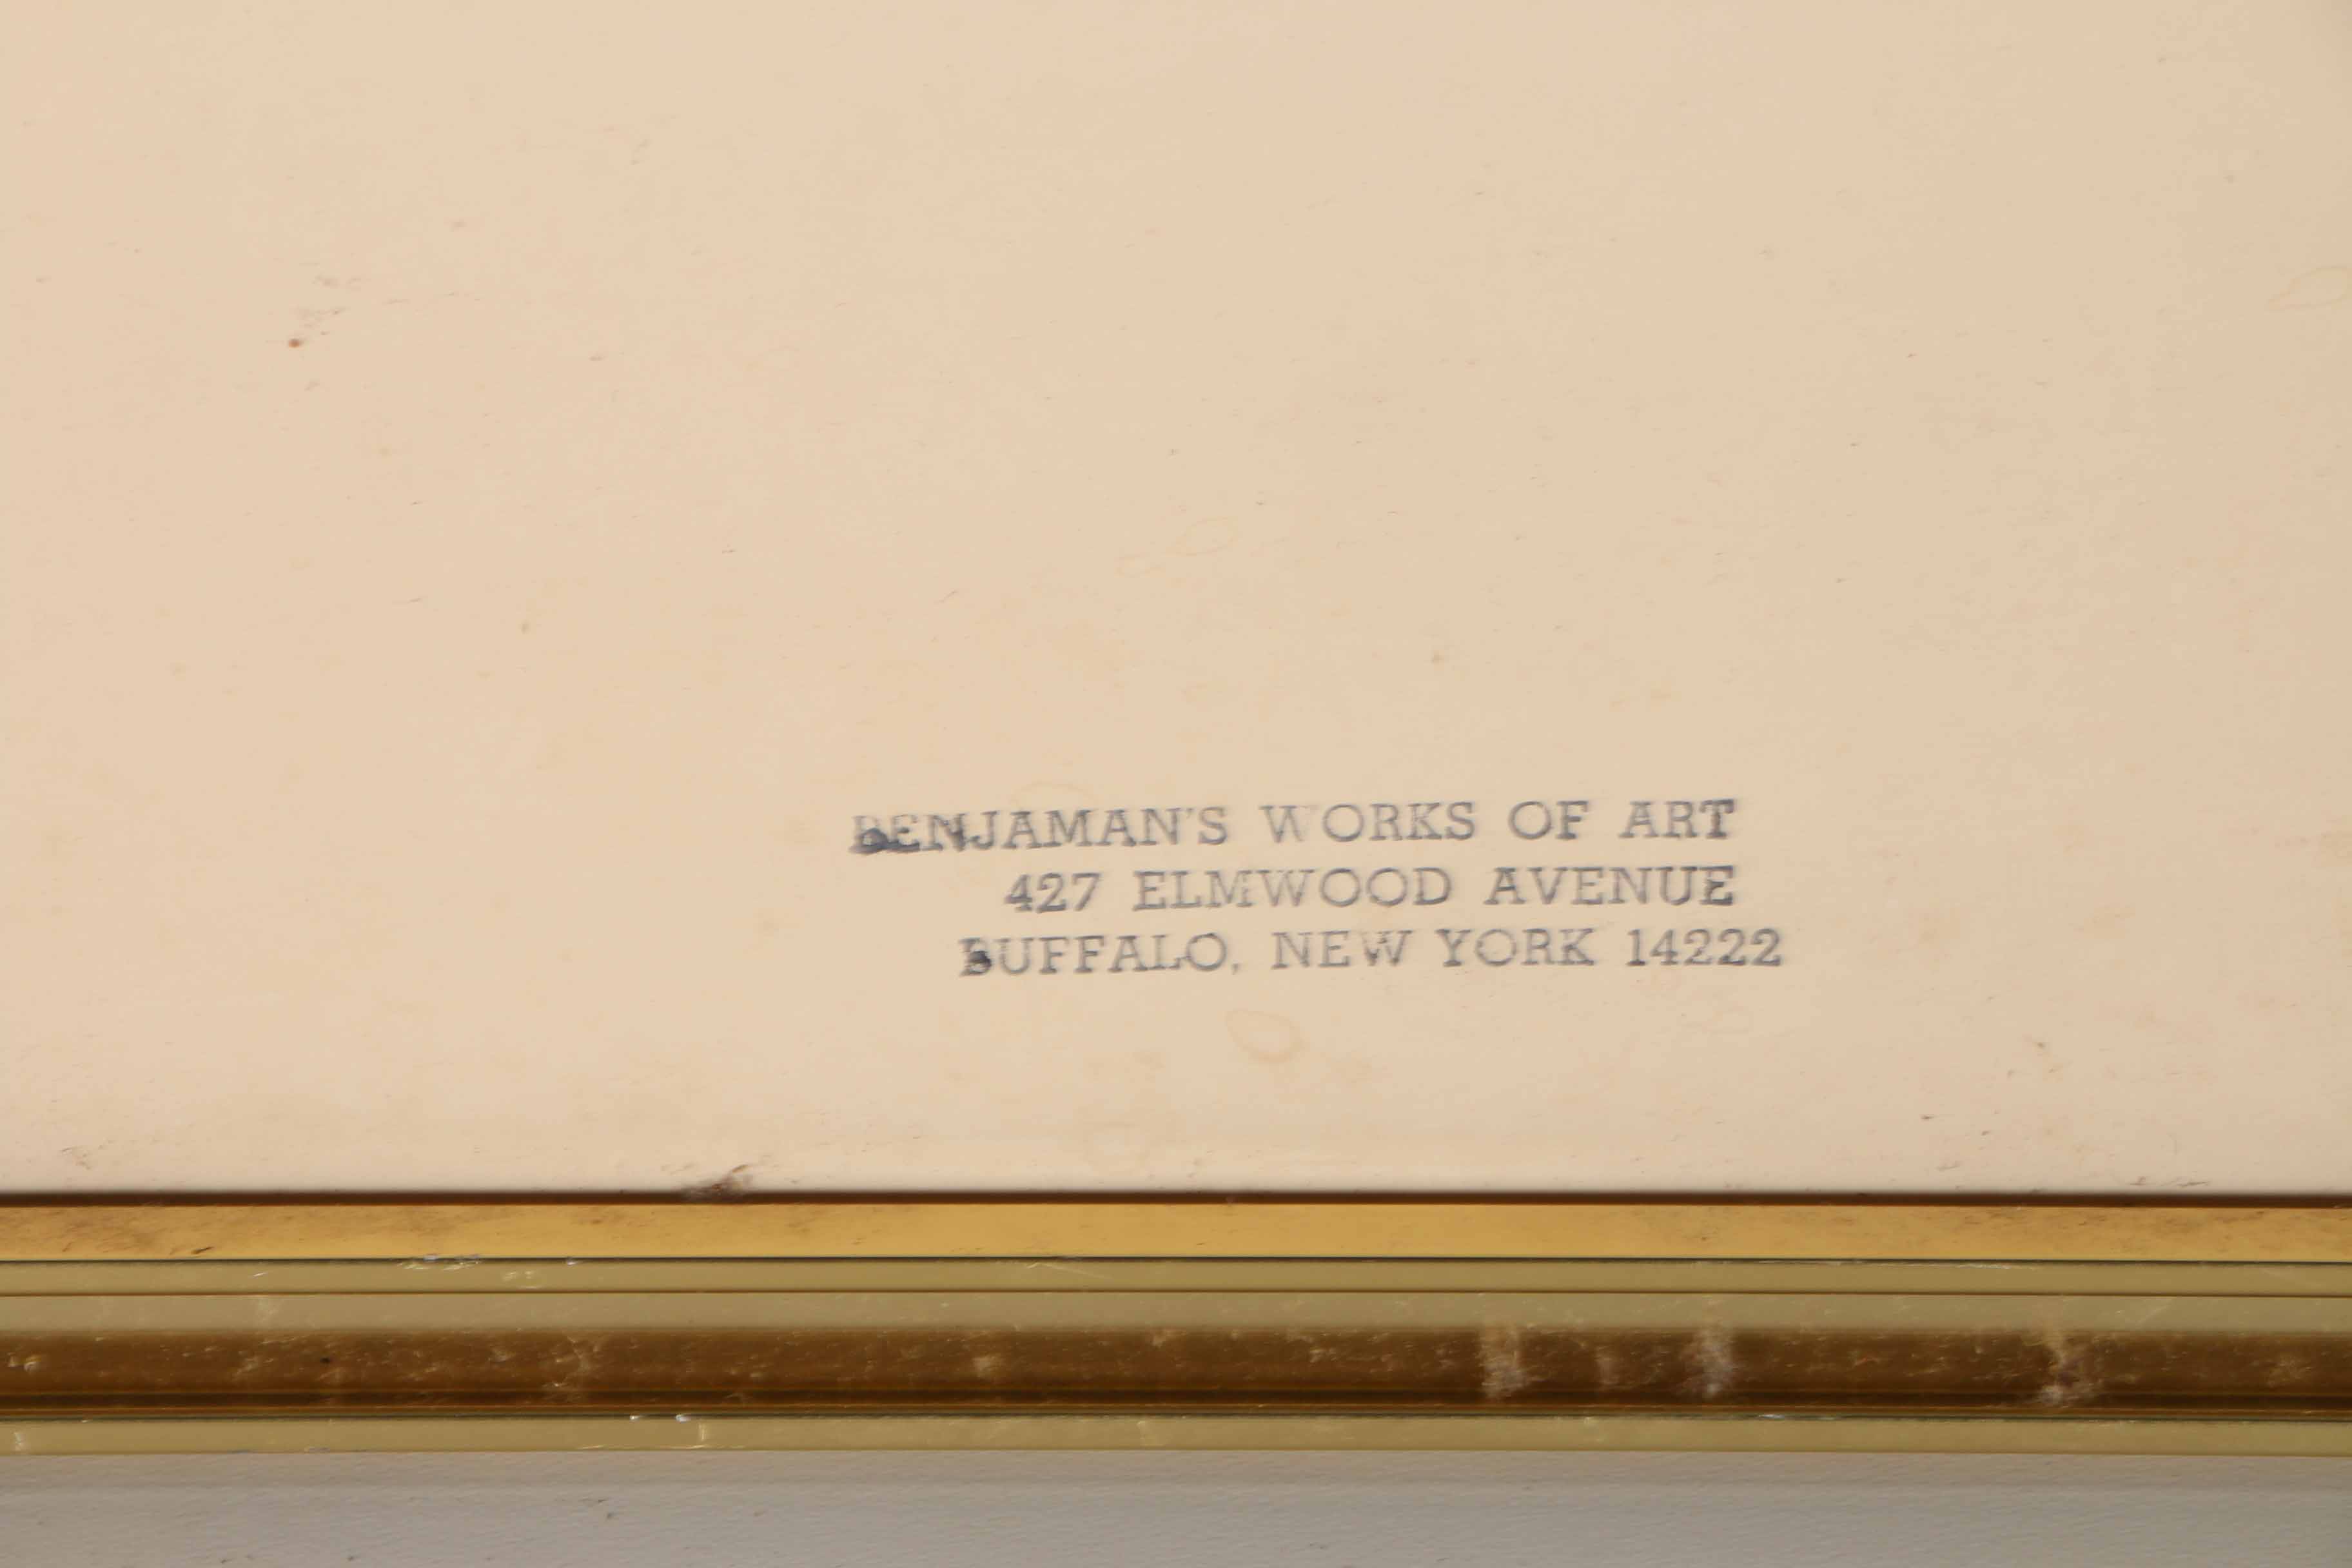 BENJAMAN'S WORKS OF ART
427 ELMWOOD AVENUE
BUFFALO, NEW YORK 14222